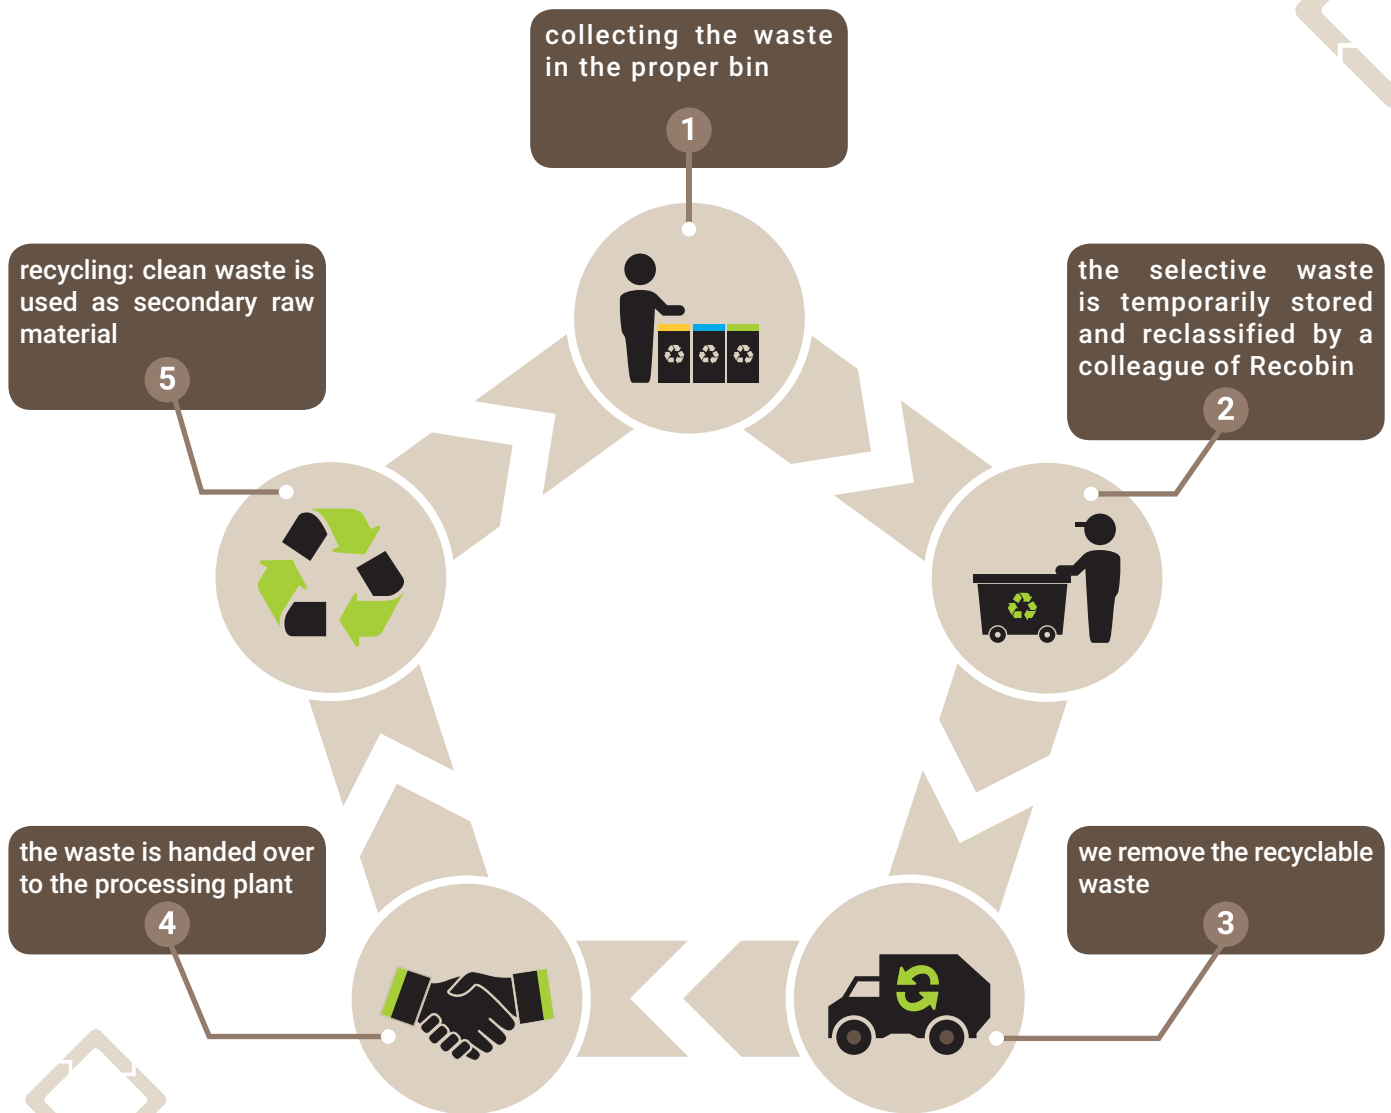 collecting the waste
in the proper bin
1
the selective waste
is temporarily stored
and reclassified by a
colleague of Recobin
2
we remove the recyclable
waste
3
the waste is handed over
to the processing plant
4
recycling: clean waste is
used as secondary raw
material
5